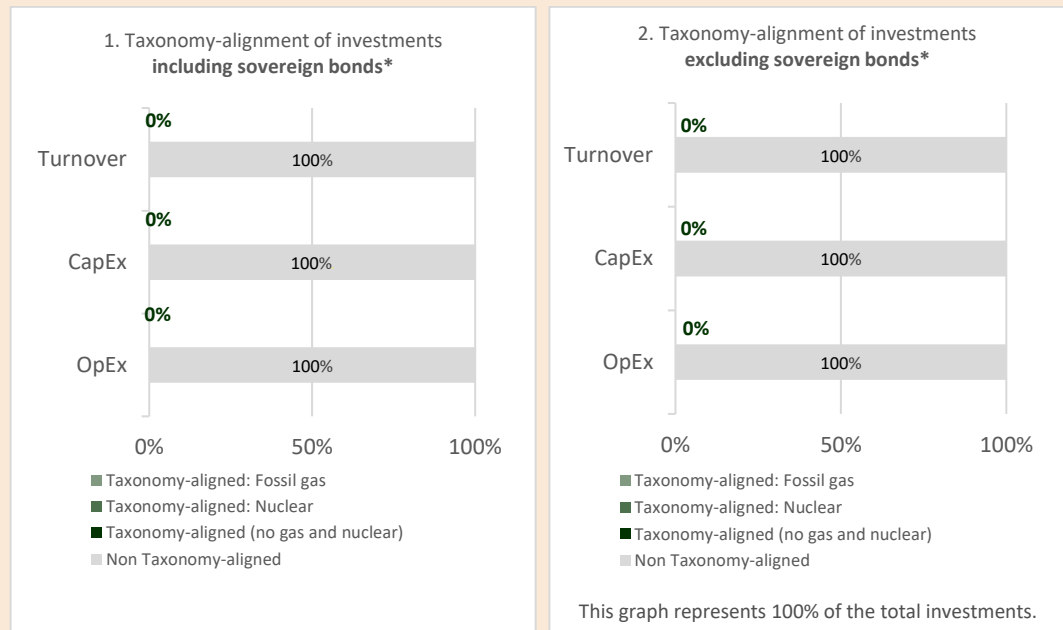 1. Taxonomy-alignment of investments
including sovereign bonds*
0%
Turnover
100%
0%
CapEx
100%
0%
OpEx
100%
0%
50%
100%
Taxonomy-aligned: Fossil gas
Taxonomy-aligned: Nuclear
Taxonomy-aligned (no gas and nuclear)
Non Taxonomy-aligned
2. Taxonomy-alignment of investments
excluding sovereign bonds*
0%
Turnover
100%
0%
CapEx
100%
0%
OpEx
100%
0%
50%
100%
Taxonomy-aligned: Fossil gas
Taxonomy-aligned: Nuclear
Taxonomy-aligned (no gas and nuclear)
Non Taxonomy-aligned
This graph represents 100% of the total investments.